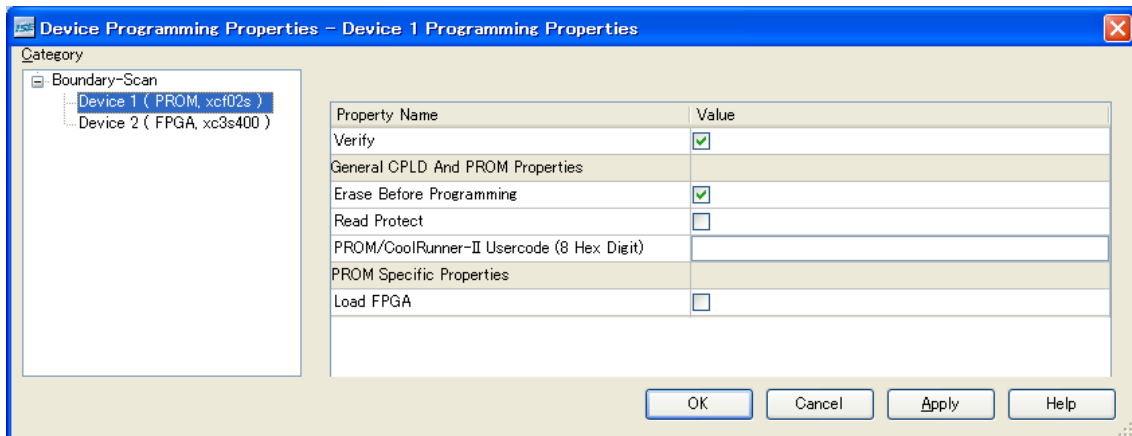 ISE Device Programming Properties - Device 1 Programming Properties
Category
Boundary-Scan
Device 1 ( PROM, xcf02s )
Device 2 ( FPGA, xc3s400 )
Property Name Value
Verify
General CPLD And PROM Properties
Erase Before Programming
Read Protect
PROM/CoolRunner-II Usercode (8 Hex Digit)
PROM Specific Properties
Load FPGA
OK Cancel Apply Help